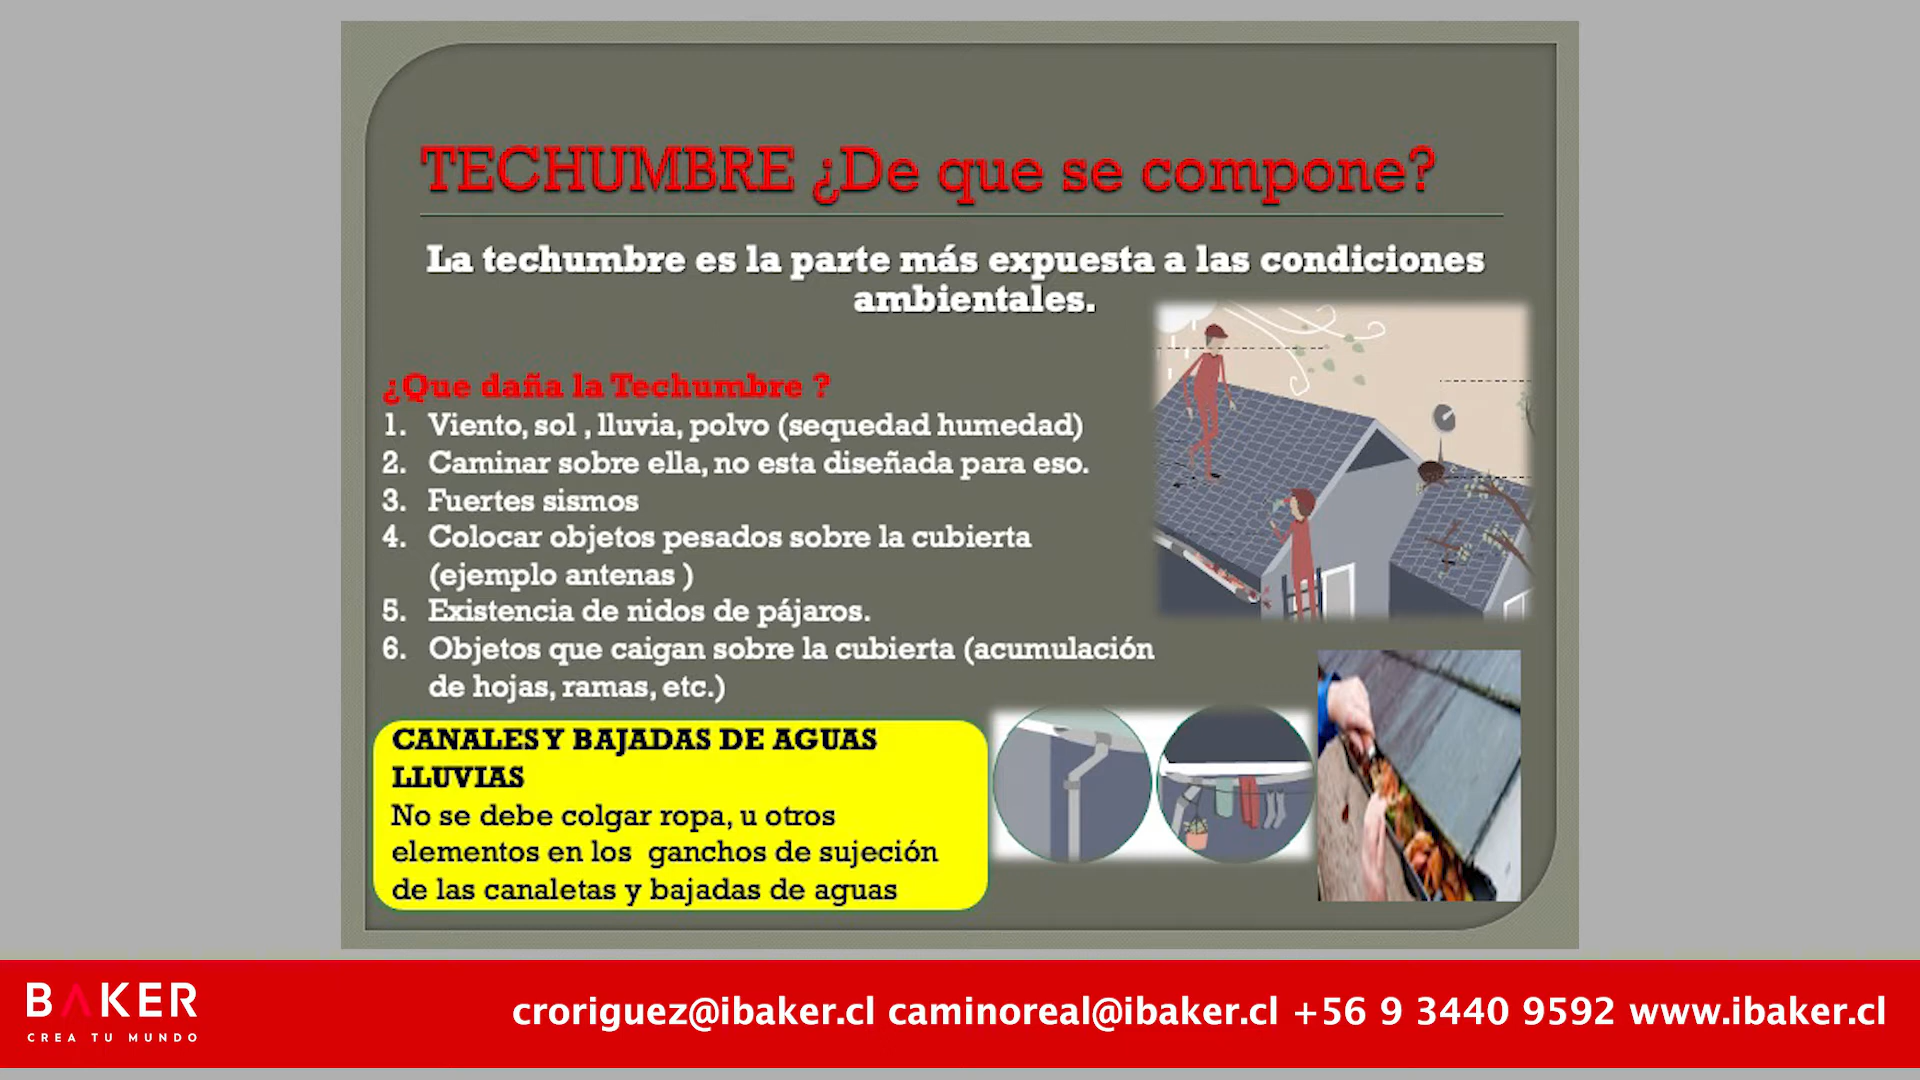 TECHUMBRE ¿De que se compone?
La techumbre es la parte más expuesta a las condiciones
ambientales.
¿Que daña la Techumbre ?
1. Viento, sol , lluvia, polvo (sequedad humedad)
2. Caminar sobre ella, no esta diseñada para eso.
3. Fuertes sismos
4. Colocar objetos pesados sobre la cubierta
(ejemplo antenas )
5. Existencia de nidos de pájaros.
6. Objetos que caigan sobre la cubierta (acumulación
de hojas, ramas, etc.)
CANALES Y BAJADAS DE AGUAS
LLUVIAS
No se debe colgar ropa, u otros
elementos en los ganchos de sujeción
de las canaletas y bajadas de aguas
BAKER
CREA TU MUNDO
croriguez@ibaker.cl caminoreal@ibaker.cl +56 9 3440 9592 www.ibaker.cl